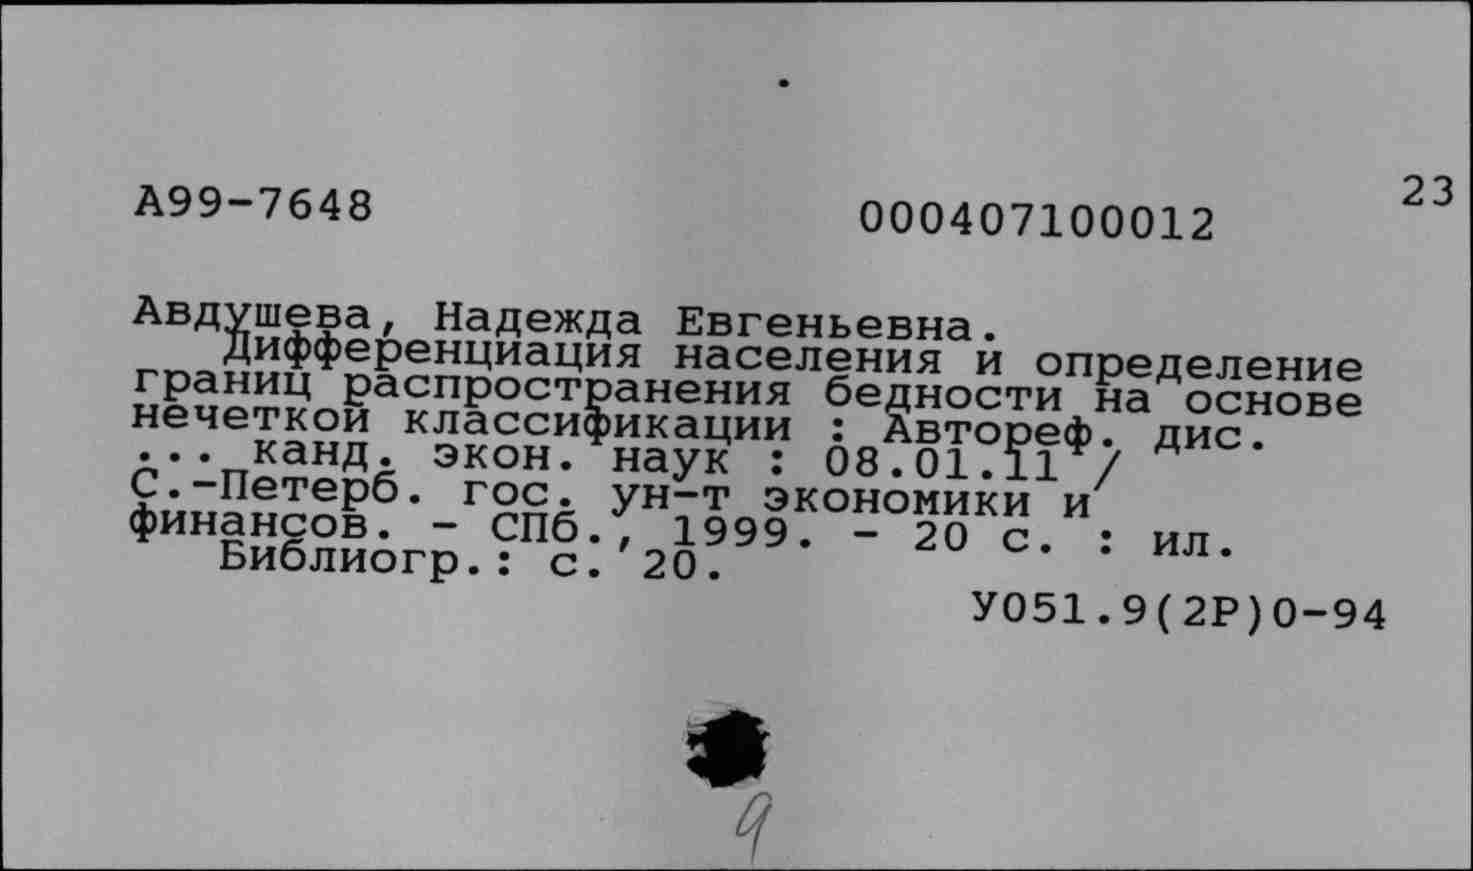 23
А99-7648 000407100012
Авдушева, Надежда Евгеньевна.
Дифференциация населения и определение
границ распространения бедности на основе
нечеткой классификации : Автореф. дис.
... канд. экон. наук : 08.01.11 /
С.-Петерб. гос. ун-т экономики и
финансов. - СПб., 1999. - 20 с. : ил.
Библиогр.: с. 20.
У051.9(2Р)0-94
9